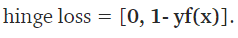 hinge loss = [0, 1- yf(x)].